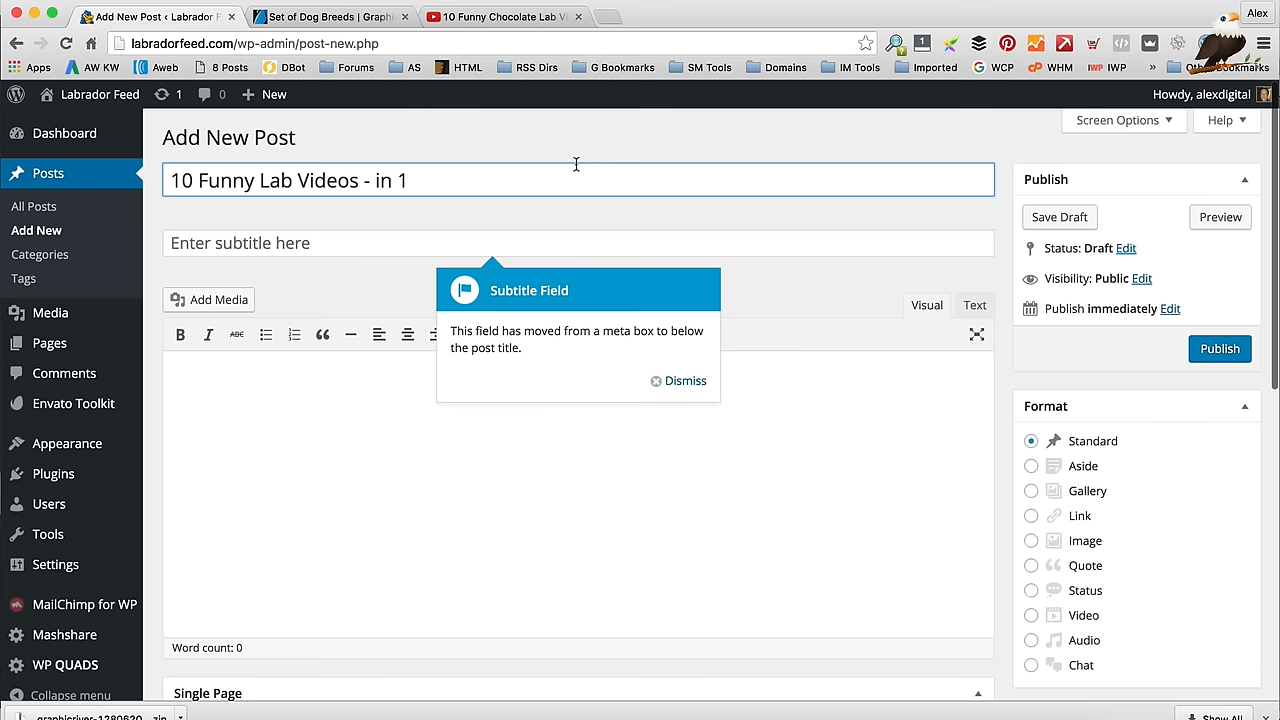 Add New Post ‹ Labrador F
Set of Dog Breeds | Graphi
10 Funny Chocolate Lab Vi
Alex
labradorfeed.com/wp-admin/post-new.php
Apps
AW KW
Aweb
8 Posts
DBot
Forums
AS
HTML
RSS DLT
G Bookmarks
SM Tools
Domains
IM Tools
Imported
WCP
WHM
IWP
»
Labrador Feed
1
0
New
Howdy, alexdigital
Dashboard
Posts
All Posts
Add New
Categories
Tags
Media
Pages
Comments
Envato Toolkit
Appearance
Plugins
Users
Tools
Settings
MailChimp for WP
Mashshare
WP QUADS
Collapse menu
Screen Options
Help
Add New Post
10 Funny Lab Videos - in 1
Enter subtitle here
Subtitle Field
This field has moved from a meta box to below
the post title.
Dismiss
Add Media
Visual
Text
B
I
ABC
Word count: 0
Single Page
Publish
Save Draft
Preview
Status: Draft Edit
Visibility: Public Edit
Publish immediately Edit
Publish
Format
Standard
Aside
Gallery
Link
Image
Quote
Status
Video
Audio
Chat
Show All